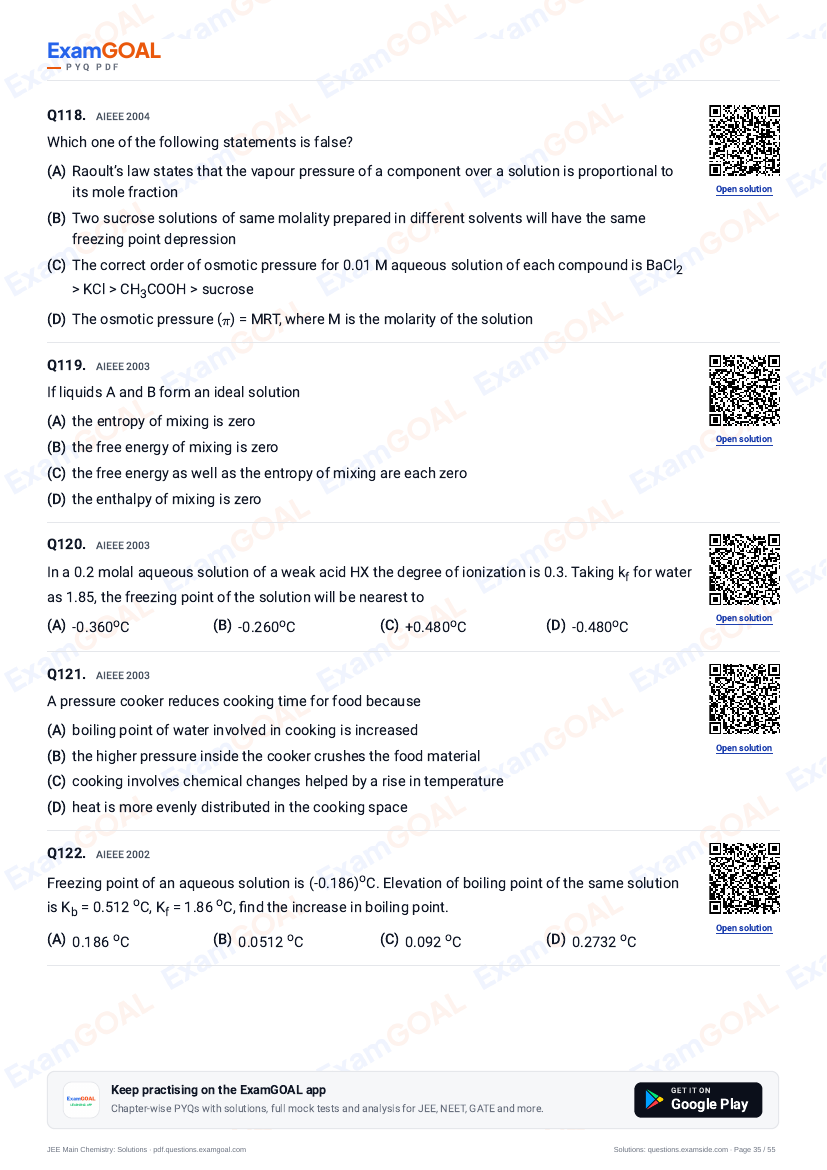 ExamGOAL
PYQ PDF
Q118. AIEEE 2004
Which one of the following statements is false?
(A) Raoult's law states that the vapour pressure of a component over a solution is proportional to
its mole fraction
(B) Two sucrose solutions of same molality prepared in different solvents will have the same
freezing point depression
(C) The correct order of osmotic pressure for 0.01 M aqueous solution of each compound is BaCl2
> KCl > CH3COOH > sucrose
(D) The osmotic pressure (π) = MRT, where M is the molarity of the solution
Open solution
Q119. AIEEE 2003
If liquids A and B form an ideal solution
(A) the entropy of mixing is zero
(B) the free energy of mixing is zero
(C) the free energy as well as the entropy of mixing are each zero
(D) the enthalpy of mixing is zero
Open solution
Q120. AIEEE 2003
In a 0.2 molal aqueous solution of a weak acid HX the degree of ionization is 0.3. Taking kf for water
as 1.85, the freezing point of the solution will be nearest to
(A) -0.360°C (B) -0.260°C (C) +0.480°C (D) -0.480°C
Open solution
Q121. AIEEE 2003
A pressure cooker reduces cooking time for food because
(A) boiling point of water involved in cooking is increased
(B) the higher pressure inside the cooker crushes the food material
(C) cooking involves chemical changes helped by a rise in temperature
(D) heat is more evenly distributed in the cooking space
Open solution
Q122. AIEEE 2002
Freezing point of an aqueous solution is (-0.186)°C. Elevation of boiling point of the same solution
is Kb = 0.512 °C, Kf = 1.86 °C, find the increase in boiling point.
(A) 0.186 °C (B) 0.0512 °C (C) 0.092 °C (D) 0.2732 °C
Open solution
Keep practising on the ExamGOAL app
Chapter-wise PYQs with solutions, full mock tests and analysis for JEE, NEET, GATE and more.
GET IT ON
Google Play
JEE Main Chemistry: Solutions · pdf.questions.examgoal.com
Solutions: questions.examside.com · Page 35 / 55